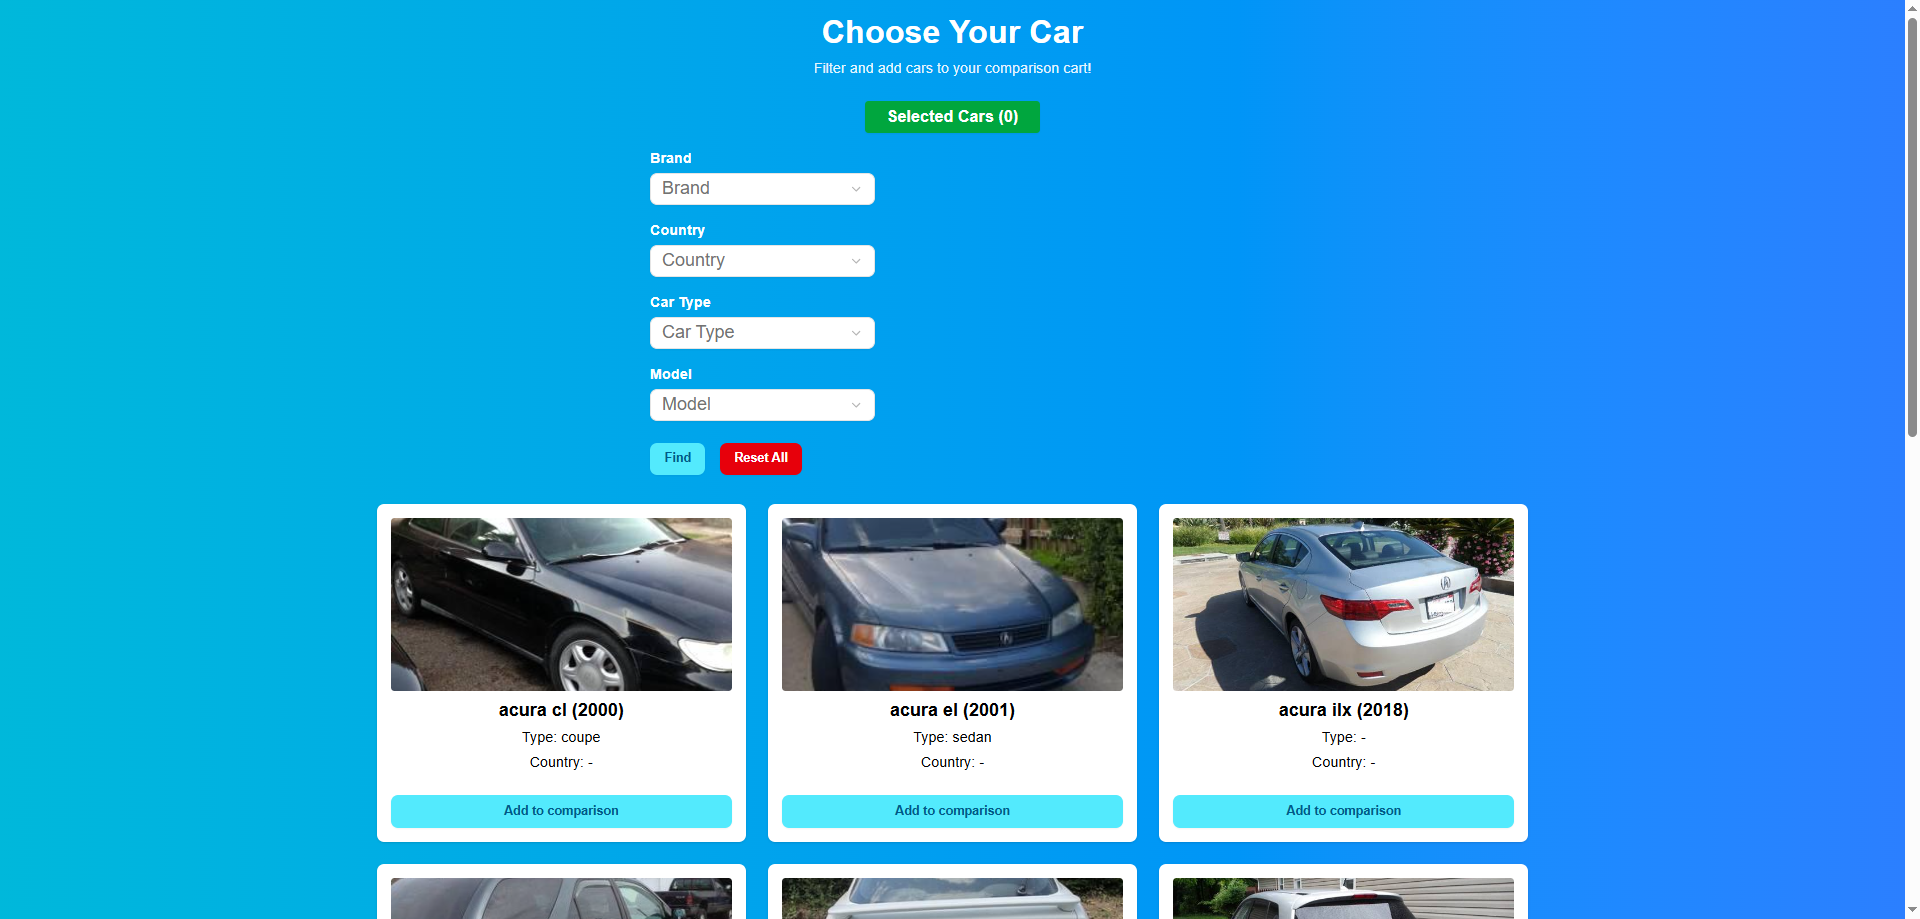 Choose Your Car
Filter and add cars to your comparison cart!
Selected Cars (0)
Brand
Brand
Country
Country
Car Type
Car Type
Model
Model
Find
Reset All
acura cl (2000)
Type: coupe
Country: -
Add to comparison
acura el (2001)
Type: sedan
Country: -
Add to comparison
acura ilx (2018)
Type: -
Country: -
Add to comparison